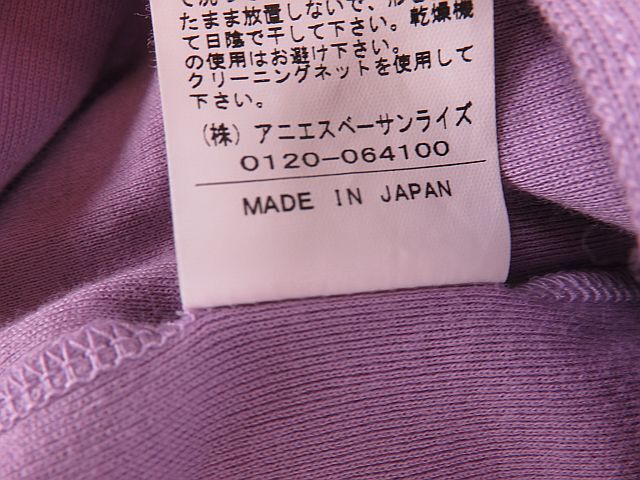 たまま放置しないで、形を
て日陰で干して下さい。乾燥機
の使用はお避け下さい。
クリーニングネットを使用して
下さい。
(株) アニエスベーサンライズ
0120-064100
MADE IN JAPAN